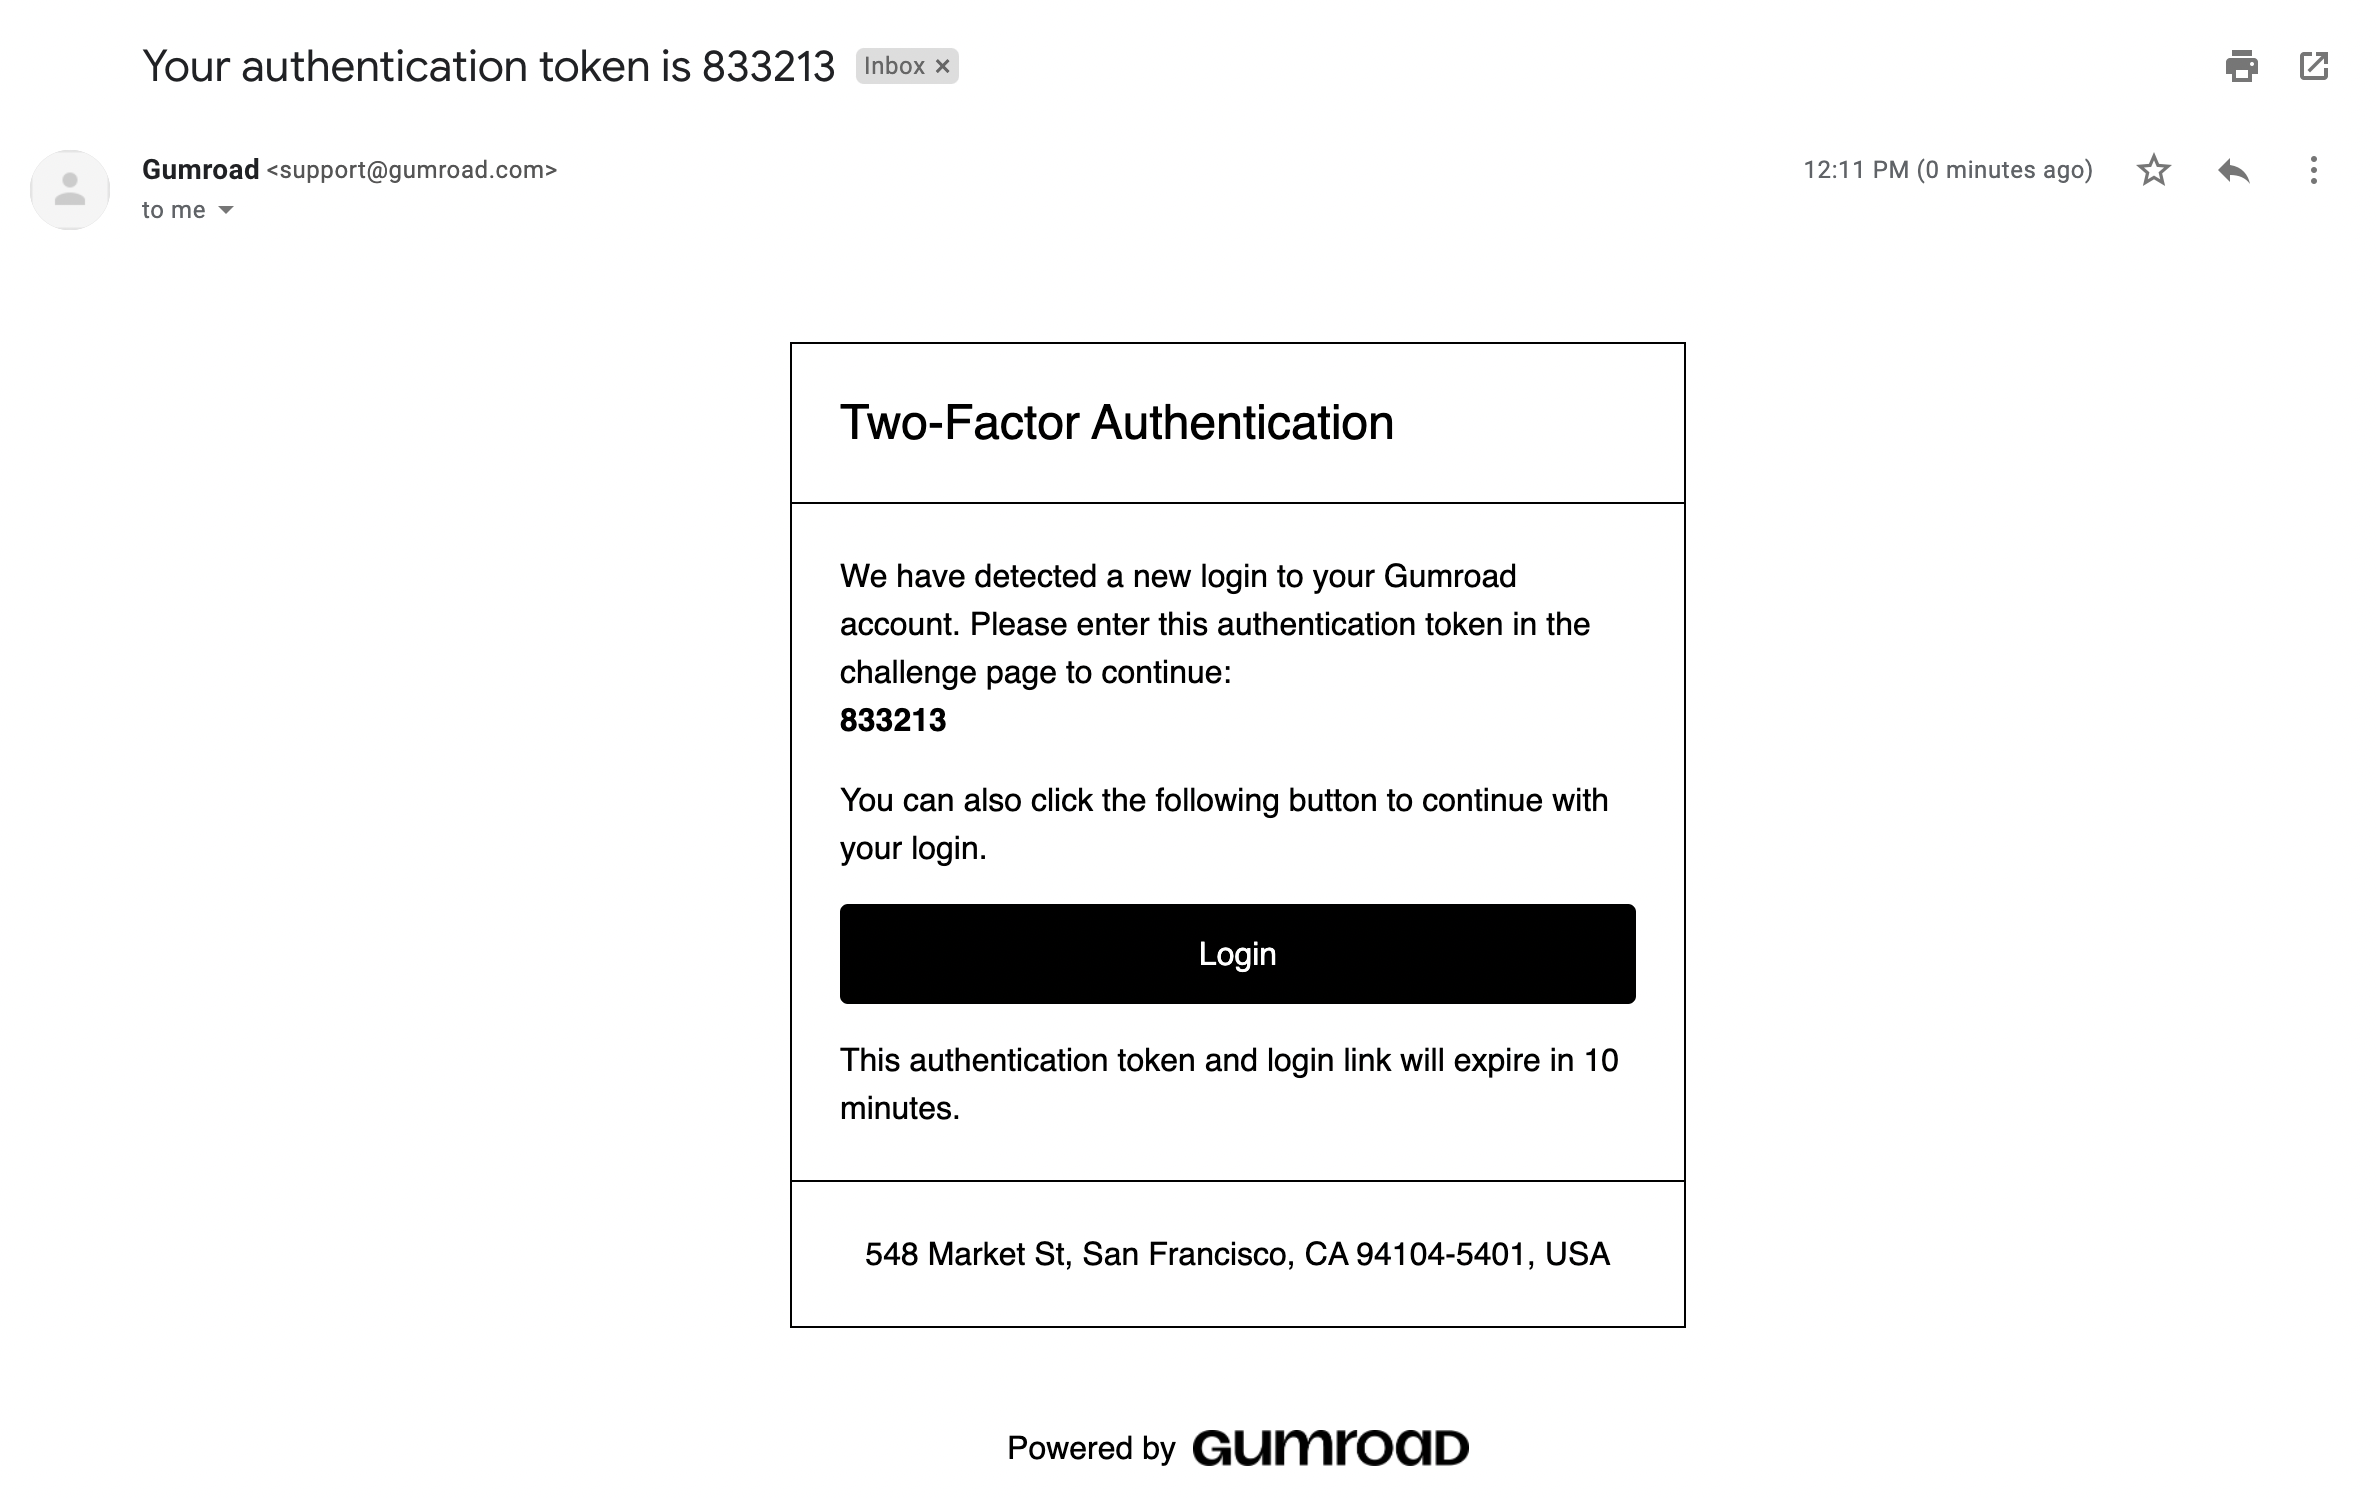 Your authentication token is 833213 Inbox ×
Gumroad <support@gumroad.com> 12:11 PM (0 minutes ago)
to me
Two-Factor Authentication
We have detected a new login to your Gumroad
account. Please enter this authentication token in the
challenge page to continue:
833213
You can also click the following button to continue with
your login.
Login
This authentication token and login link will expire in 10
minutes.
548 Market St, San Francisco, CA 94104-5401, USA
Powered by Gumroad